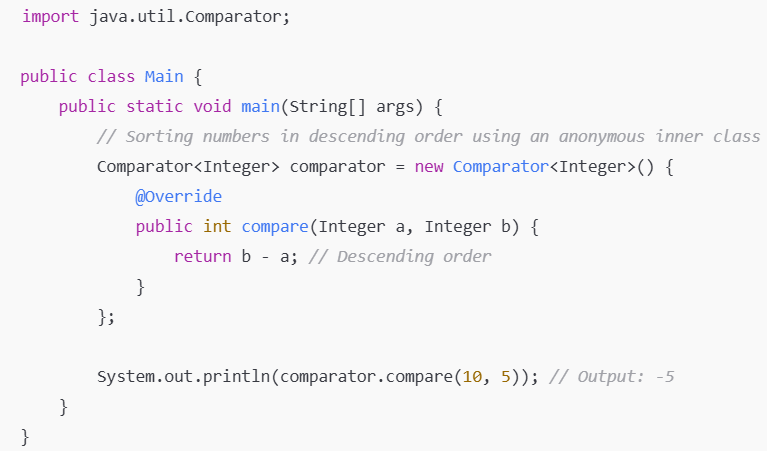 import java.util.Comparator;
public class Main {
public static void main(String[] args) {
// Sorting numbers in descending order using an anonymous inner class
Comparator<Integer> comparator = new Comparator<Integer>() {
@Override
public int compare(Integer a, Integer b) {
return b - a; // Descending order
}
};
System.out.println(comparator.compare(10, 5)); // Output: -5
}
}